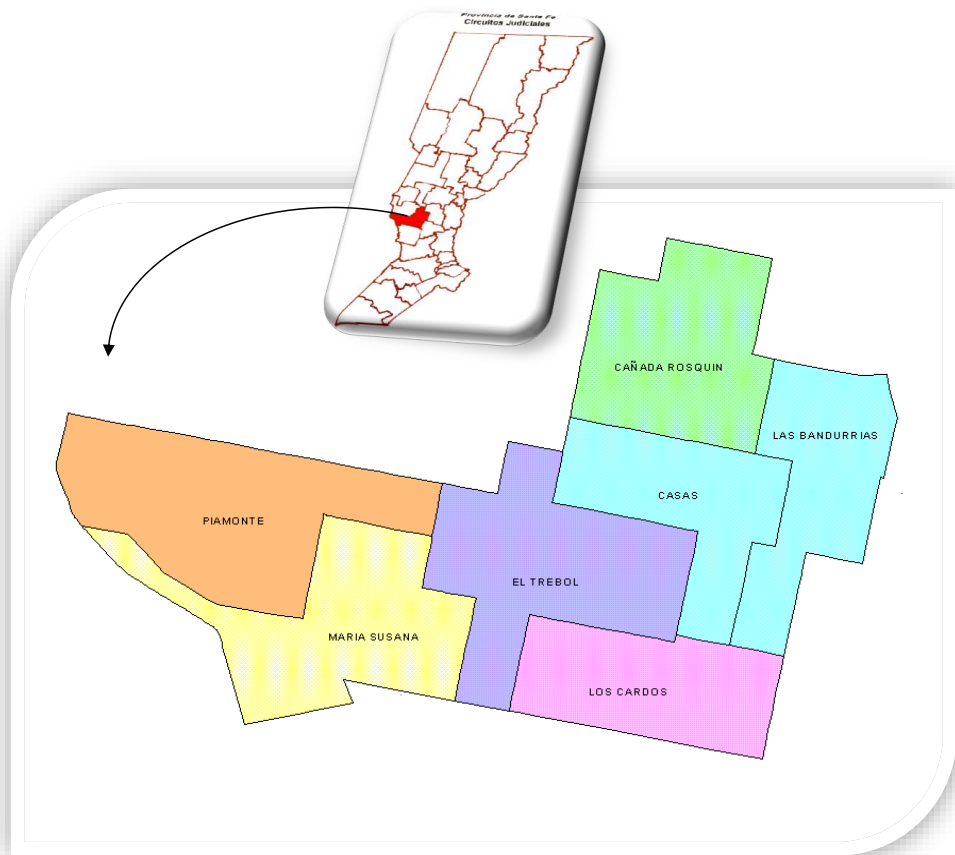 Provincia de Santa Fe
Circuitos Judiciales
CAÑADA ROSQUIN
LAS BANDURRIAS
CASAS
PIAMONTE
EL TREBOL
MARIA SUSANA
LOS CARDOS